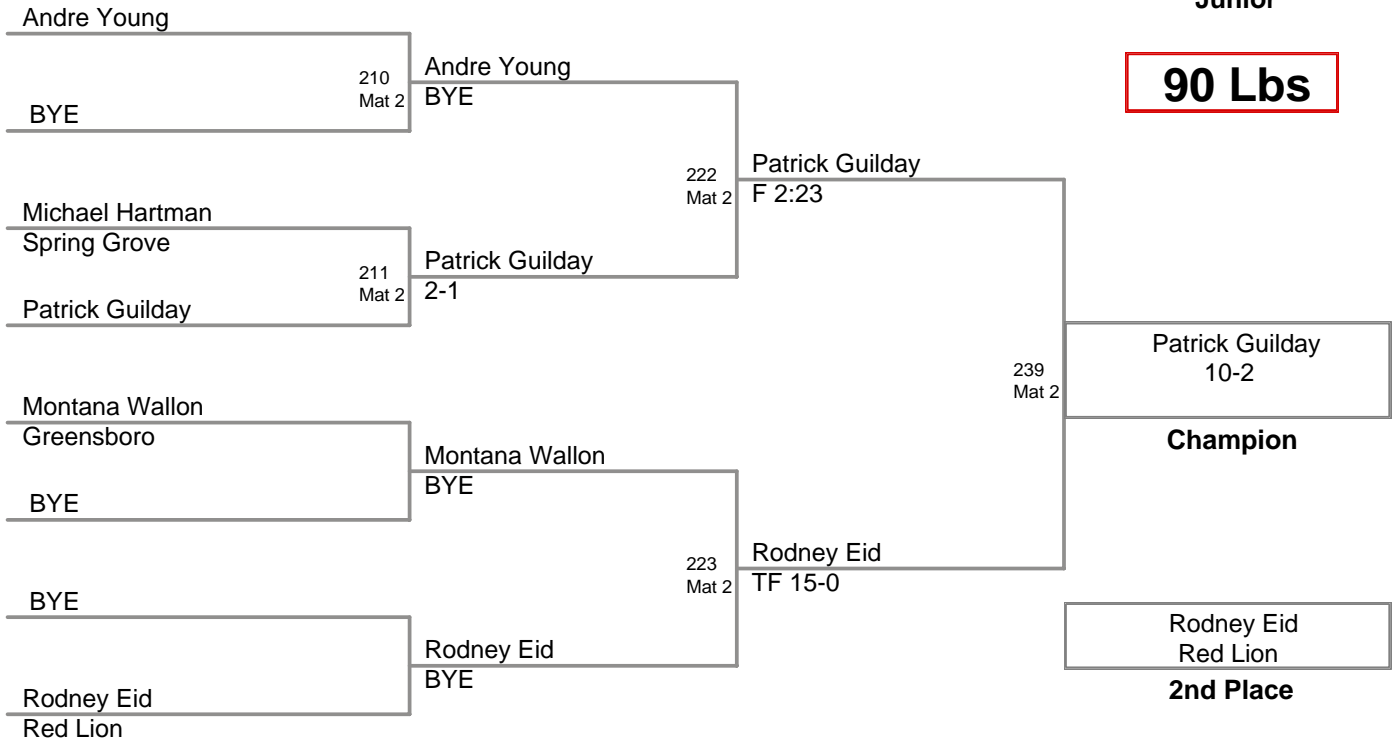 Junior
90 Lbs
Andre Young
BYE
210
Mat 2
Andre Young
BYE
Michael Hartman
Spring Grove
Patrick Guilday
211
Mat 2
Patrick Guilday
2-1
222
Mat 2
Patrick Guilday
F 2:23
Montana Wallon
Greensboro
BYE
Montana Wallon
BYE
BYE
Rodney Eid
Red Lion
Rodney Eid
BYE
223
Mat 2
Rodney Eid
TF 15-0
239
Mat 2
Patrick Guilday
10-2
Champion
Rodney Eid
Red Lion
2nd Place